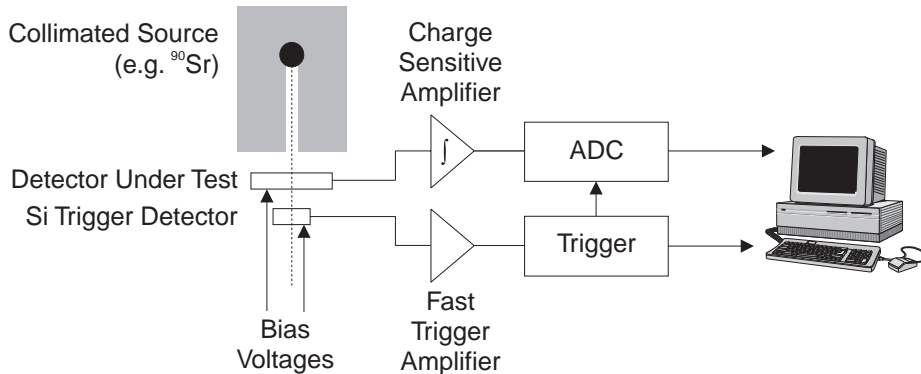 Collimated Source
(e.g. ⁹⁰Sr)
Charge
Sensitive
Amplifier
∫
ADC
Detector Under Test
Si Trigger Detector
Trigger
Bias
Voltages
Fast
Trigger
Amplifier